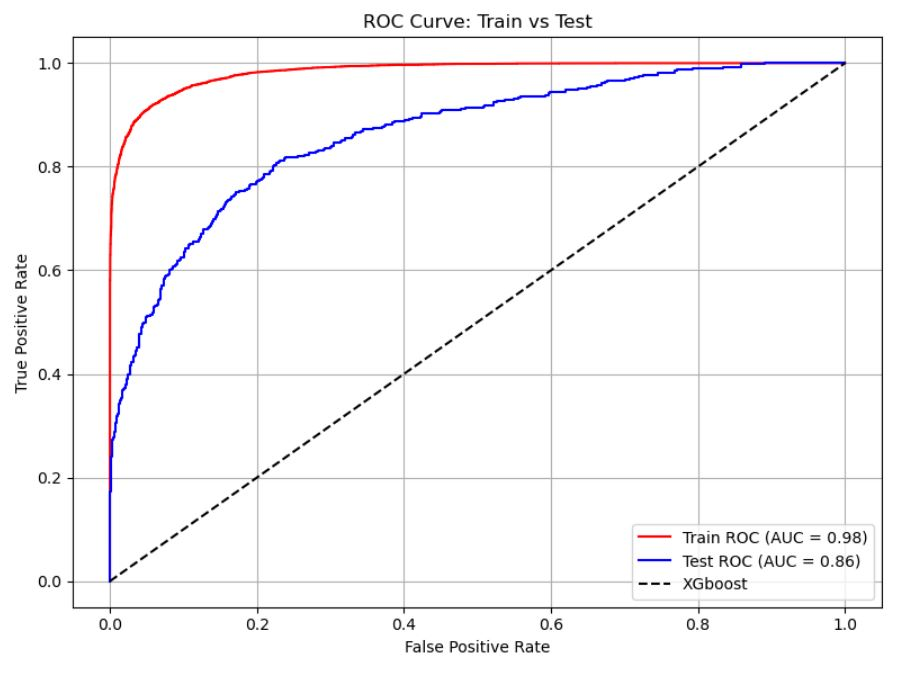 ROC Curve: Train vs Test
1.0
0.8
0.6
0.4
0.2
0.0
True Positive Rate
0.0 0.2 0.4 0.6 0.8 1.0
False Positive Rate
Train ROC (AUC = 0.98)
Test ROC (AUC = 0.86)
XGboost